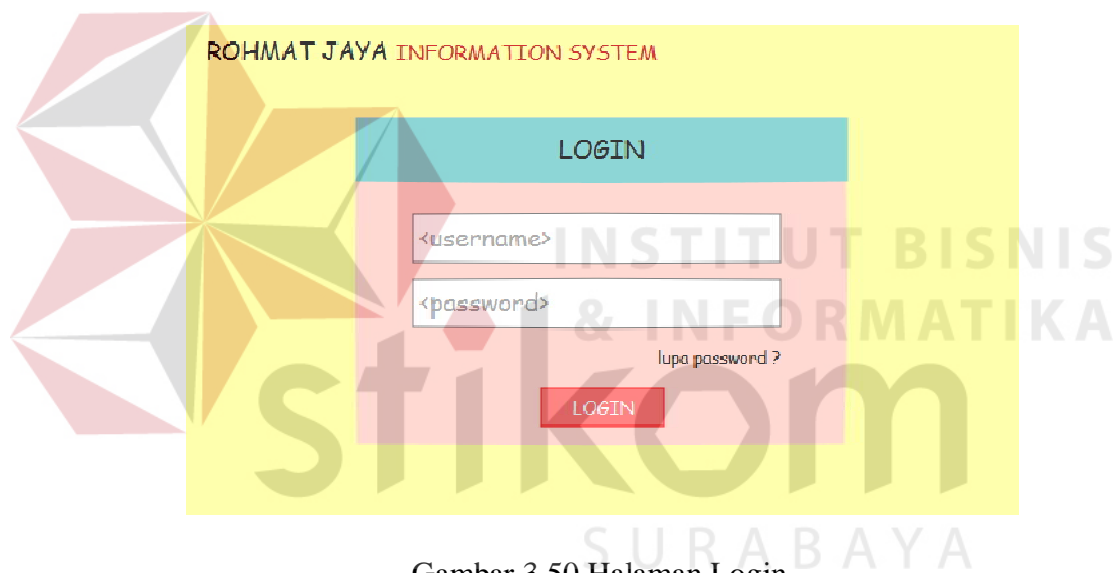 ROHMAT JAYA INFORMATION SYSTEM
LOGIN
<username>
<password>
lupa password ?
LOGIN
INSTITUT BISNIS
& INFORMATIKA
stikom
SURABAYA
Gambar 3.50 Halaman Login